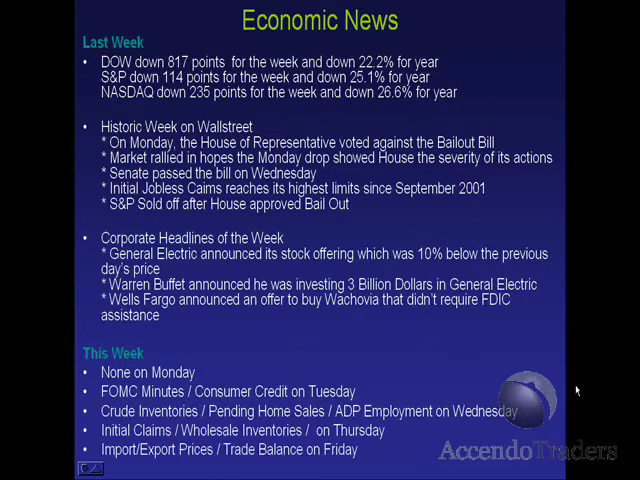 Economic News
Last Week
• DOW down 817 points for the week and down 22.2% for year
S&P down 114 points for the week and down 25.1% for year
NASDAQ down 235 points for the week and down 26.6% for year
• Historic Week on Wallstreet
* On Monday, the House of Representative voted against the Bailout Bill
* Market rallied in hopes the Monday drop showed House the severity of its actions
* Senate passed the bill on Wednesday
* Initial Jobless Caims reaches its highest limits since September 2001
* S&P Sold off after House approved Bail Out
• Corporate Headlines of the Week
* General Electric announced its stock offering which was 10% below the previous
day's price
* Warren Buffet announced he was investing 3 Billion Dollars in General Electric
* Wells Fargo announced an offer to buy Wachovia that didn't require FDIC
assistance
This Week
• None on Monday
• FOMC Minutes / Consumer Credit on Tuesday
• Crude Inventories / Pending Home Sales / ADP Employment on Wednesday
• Initial Claims / Wholesale Inventories / on Thursday
• Import/Export Prices / Trade Balance on Friday
AccendoTraders